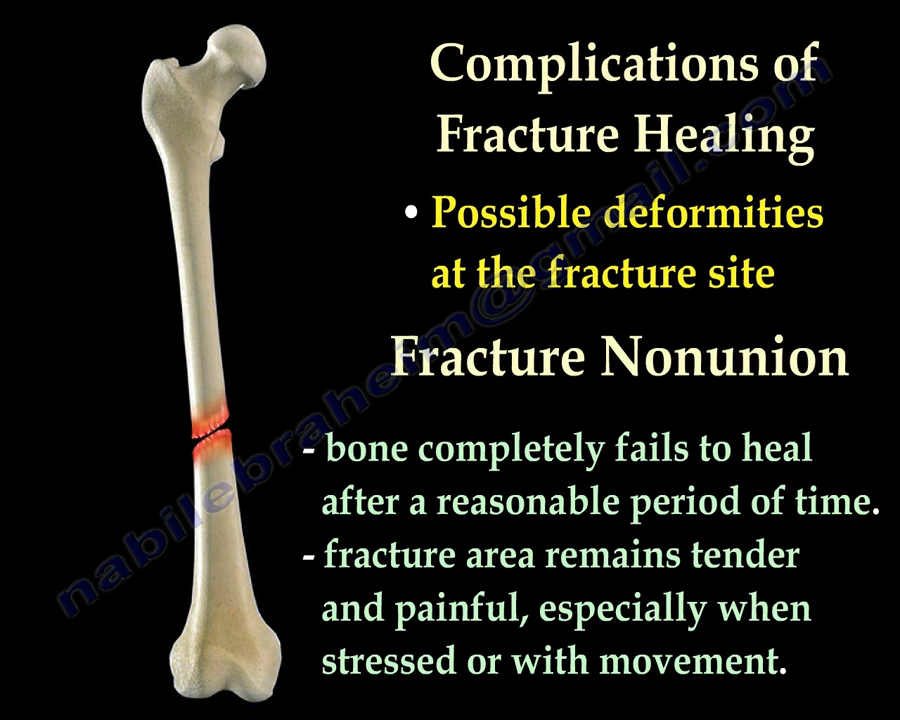 Complications of
Fracture Healing
• Possible deformities
at the fracture site
Fracture Nonunion
- bone completely fails to heal
after a reasonable period of time.
- fracture area remains tender
and painful, especially when
stressed or with movement.
nabilebraheim@gmail.com